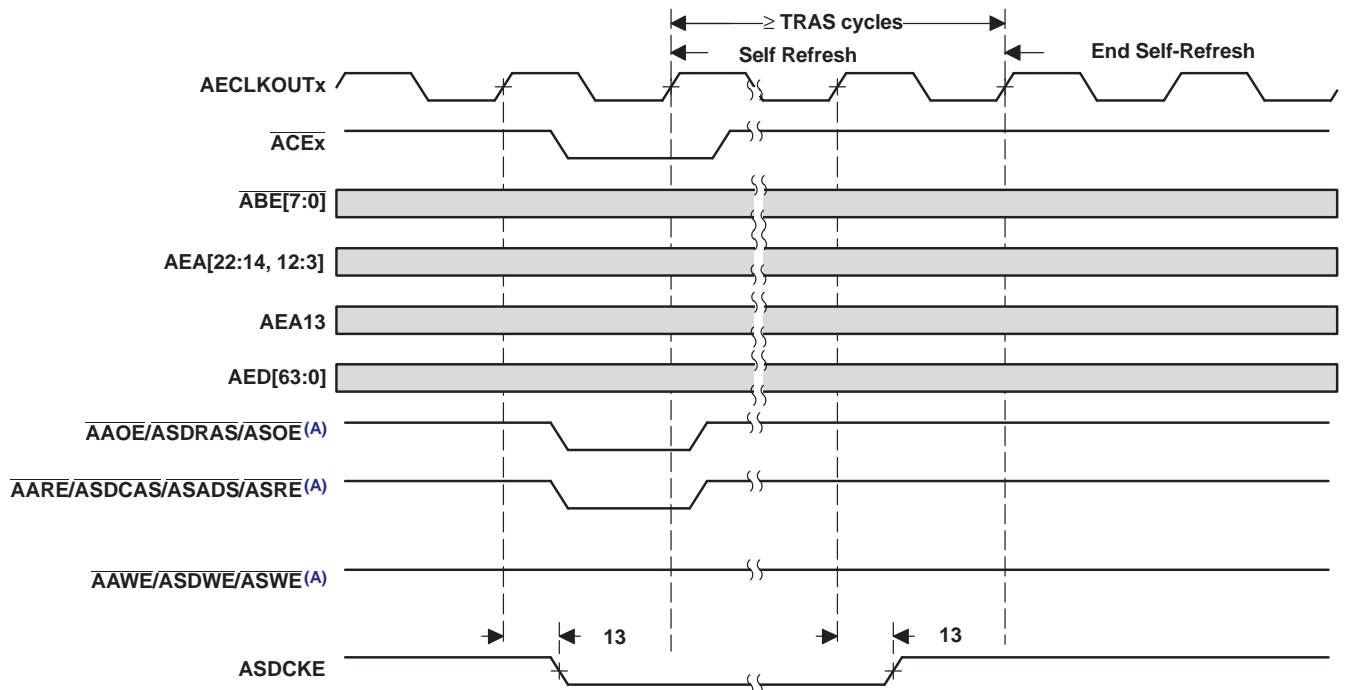 ≥ TRAS cycles
Self Refresh
End Self-Refresh
AECLKOUTx
ACEx
ABE[7:0]
AEA[22:14, 12:3]
AEA13
AED[63:0]
AAOE/ASDRAS/ASOE(A)
AARE/ASDCAS/ASADS/ASRE(A)
AAWE/ASDWE/ASWE(A)
13
13
ASDCKE